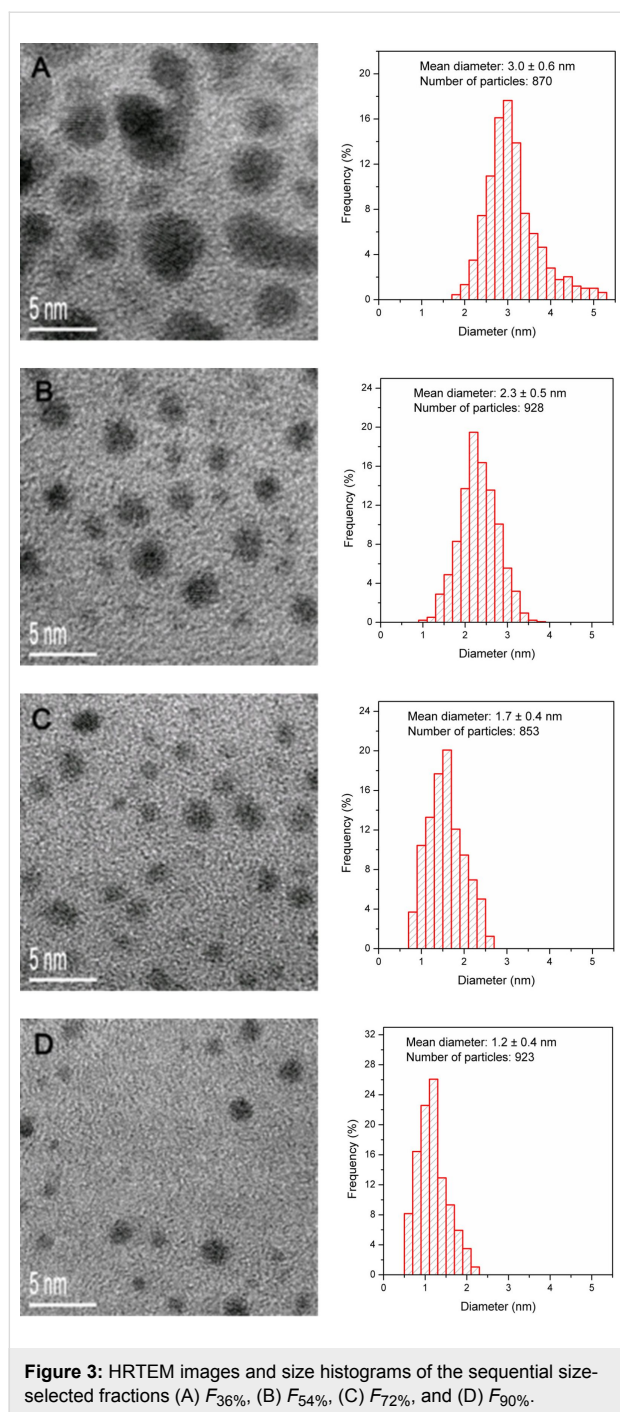 A
5 nm
Mean diameter: 3.0 ± 0.6 nm
Number of particles: 870
Frequency (%)
20
16
12
8
4
0
0 1 2 3 4 5
Diameter (nm)
B
5 nm
Mean diameter: 2.3 ± 0.5 nm
Number of particles: 928
Frequency (%)
24
20
16
12
8
4
0
0 1 2 3 4 5
Diameter (nm)
C
5 nm
Mean diameter: 1.7 ± 0.4 nm
Number of particles: 853
Frequency (%)
24
20
16
12
8
4
0
0 1 2 3 4 5
Diameter (nm)
D
5 nm
Mean diameter: 1.2 ± 0.4 nm
Number of particles: 923
Frequency (%)
32
28
24
20
16
12
8
4
0
0 1 2 3 4 5
Diameter (nm)
Figure 3: HRTEM images and size histograms of the sequential size-
selected fractions (A) F36%, (B) F54%, (C) F72%, and (D) F90%.